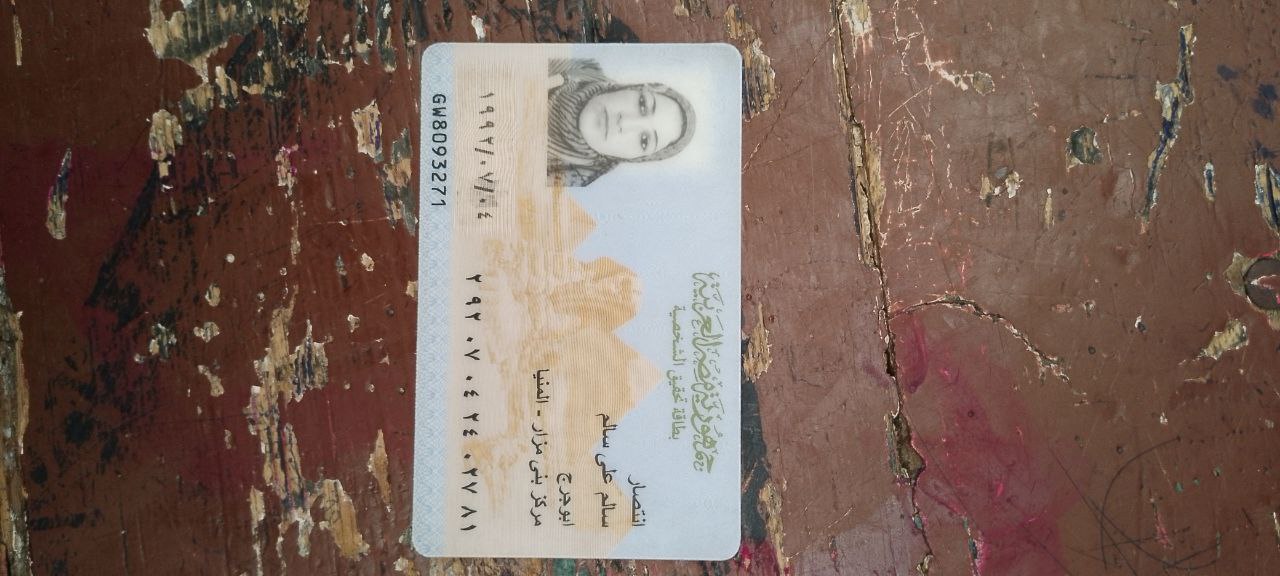 جمهورية مصر العربية
بطاقة تحقيق الشخصية
انتصار
سالم على سالم
ابوجرج
مركز بنى مزار - المنيا
٢٩٢٠٧٠٤٢٤٠٢٧٨١
١٩٩٢/٠٧/٠٤
GW8093271